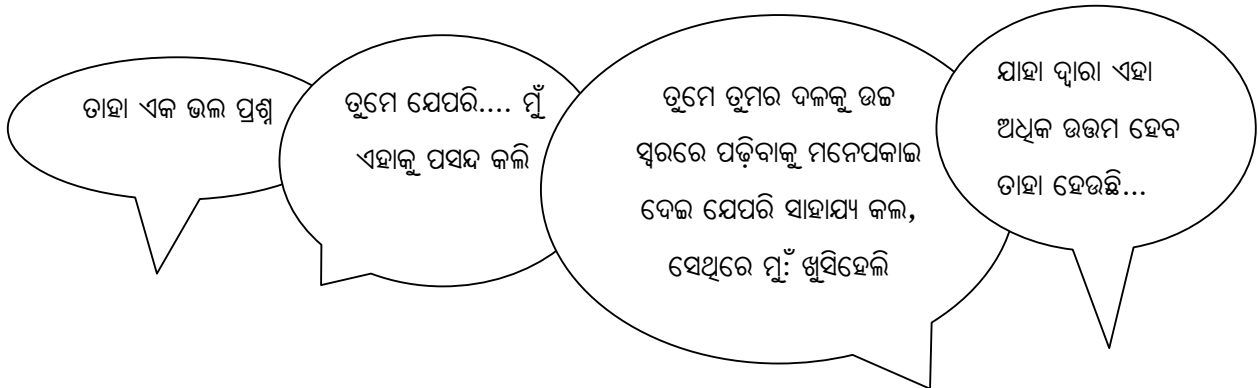 ତାହା ଏକ ଭଲ ପ୍ରଶ୍ନ
ତୁମେ ଯେପରି.... ମୁଁ
ଏହାକୁ ପସନ୍ଦ କଲି
ତୁମେ ତୁମର ଦଳକୁ ଉଚ୍ଚ
ସ୍ୱରରେ ପଢ଼ିବାକୁ ମନେପକାଇ
ଦେଇ ଯେପରି ସାହାଯ୍ୟ କଲ,
ସେଥିରେ ମୁଁ: ଖୁସିହେଲି
ଯାହା ଦ୍ୱାରା ଏହା
ଅଧିକ ଉତ୍ତମ ହେବ
ତାହା ହେଉଛି...